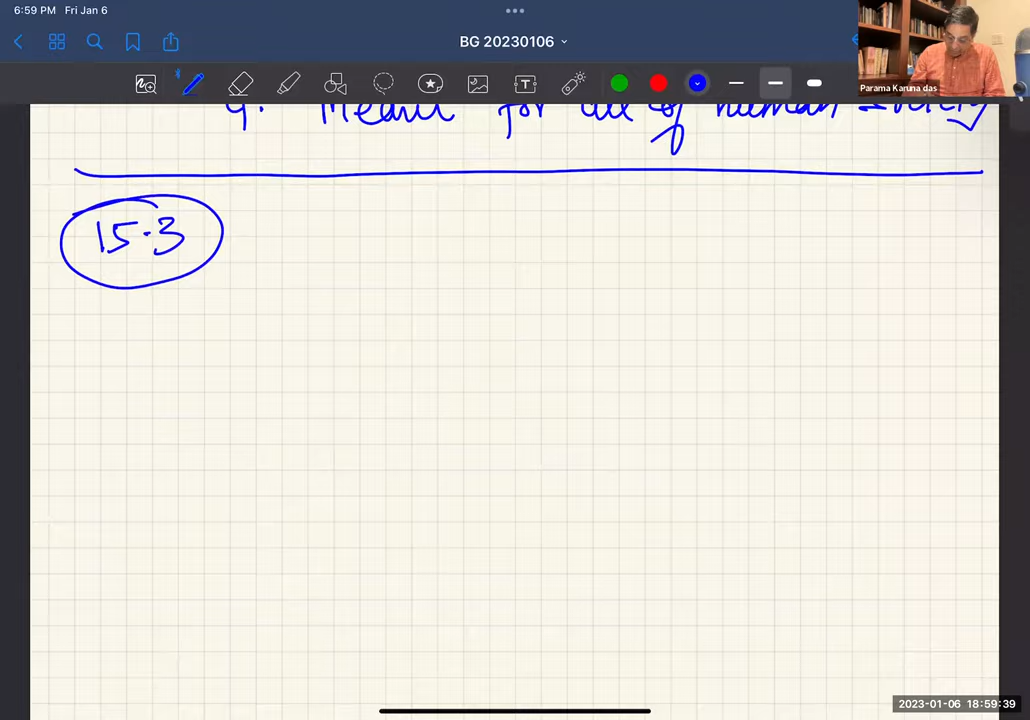 6:59 PM Fri Jan 6
BG 20230106
Parama Karuna das
4. Meant for all of human society
15.3
2023-01-06 18:59:39